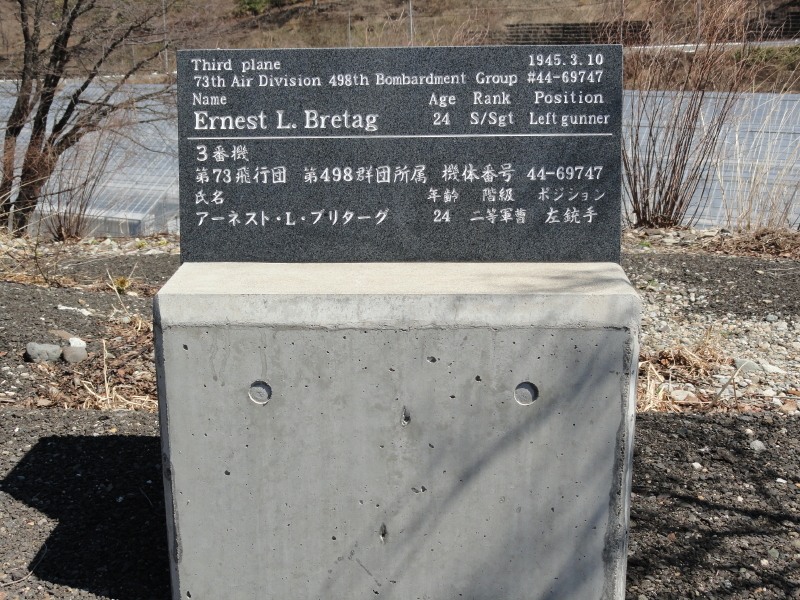 Third plane 1945.3.10
73th Air Division 498th Bombardment Group #44-69747
Name Age Rank Position
Ernest L. Bretag 24 S/Sgt Left gunner
3番機
第73飛行団 第498群団所属 機体番号 44-69747
氏名 年齢 階級 ポジション
アーネスト・L・ブリターグ 24 二等軍曹 左銃手